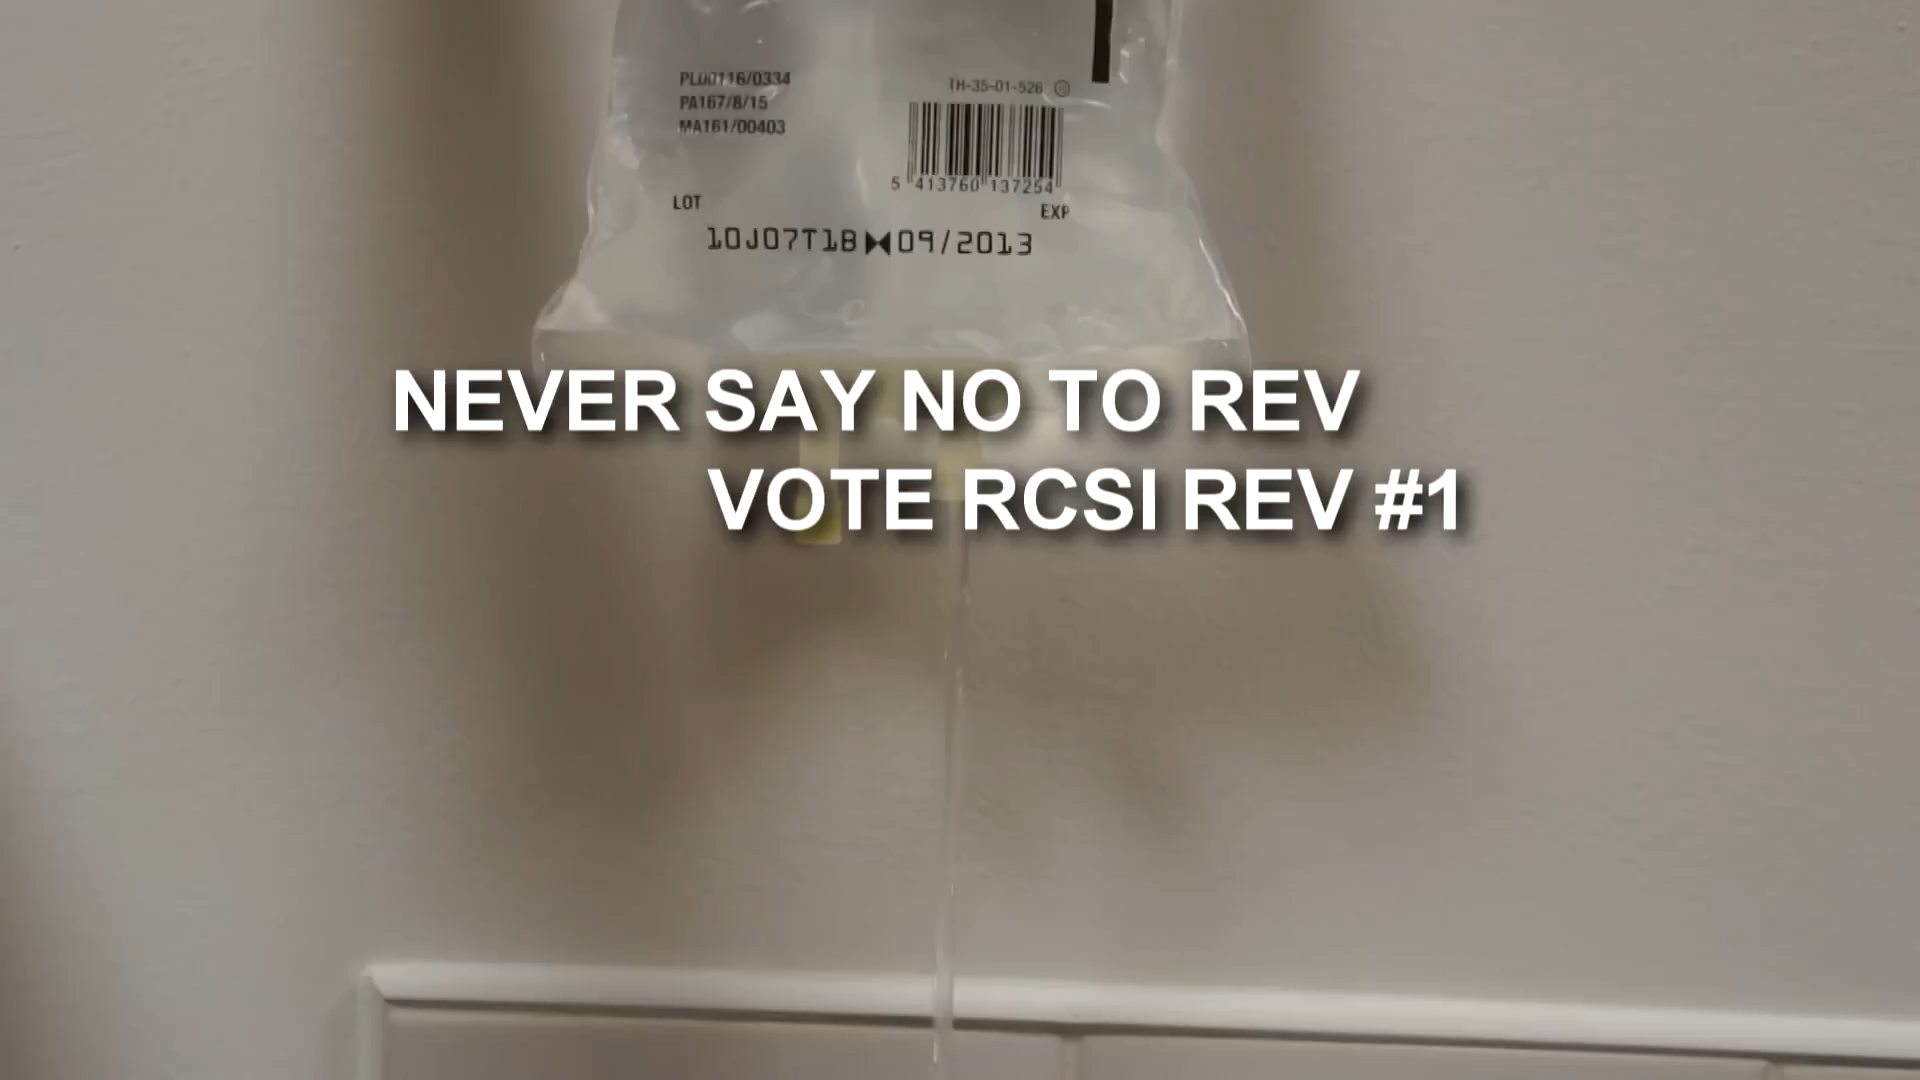 PL00116/0334
PA167/8/15
MA161/00403
TH-35-01-526
5 413760 137254
LOT
EXP
10J07T1B 09/2013
NEVER SAY NO TO REV
VOTE RCSI REV #1